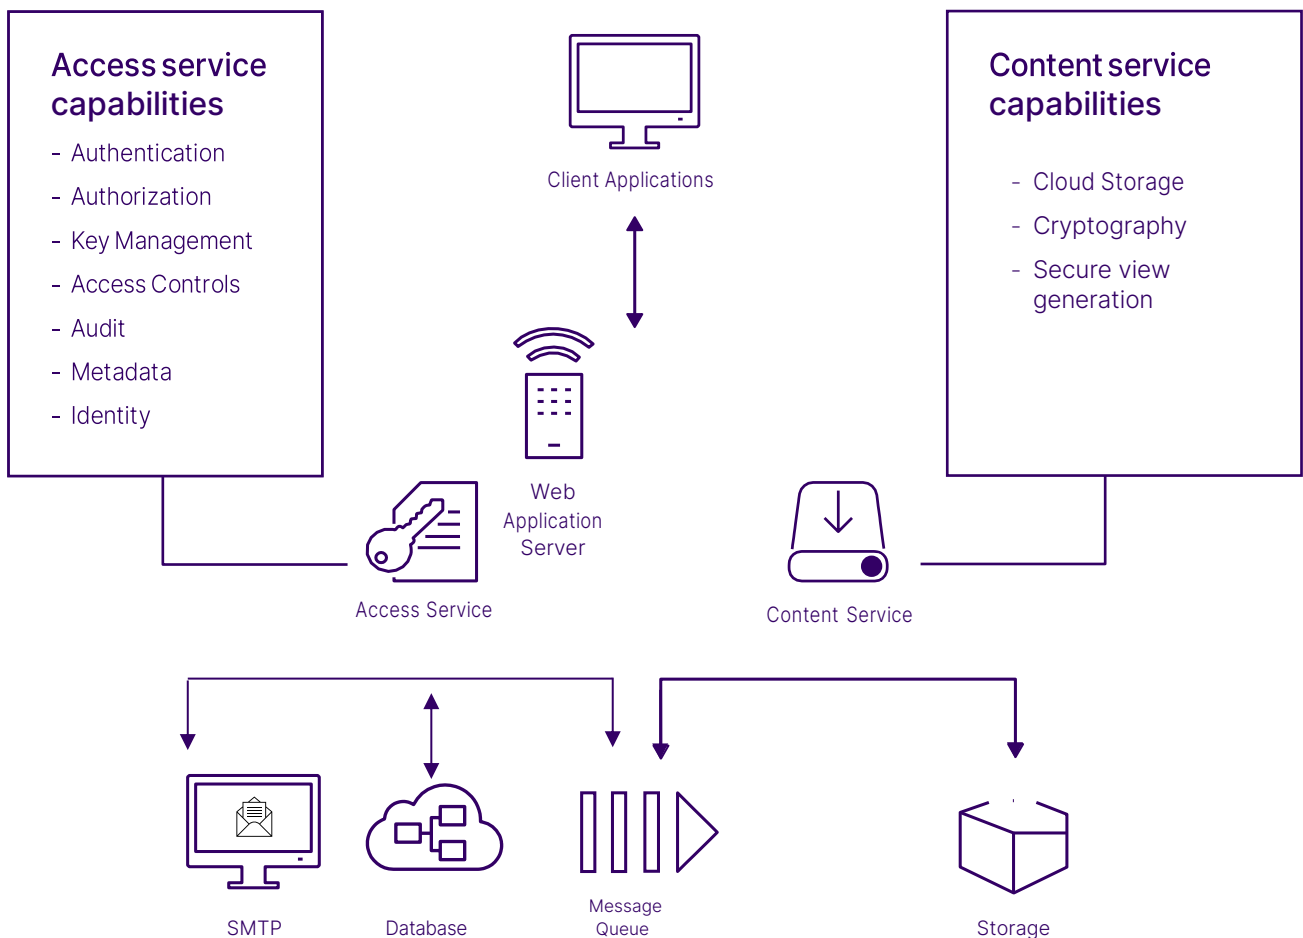 Access service
capabilities
- Authentication
- Authorization
- Key Management
- Access Controls
- Audit
- Metadata
- Identity
Client Applications
Content service
capabilities
- Cloud Storage
- Cryptography
- Secure view
generation
Web
Application
Server
Access Service
Content Service
SMTP
Database
Message
Queue
Storage